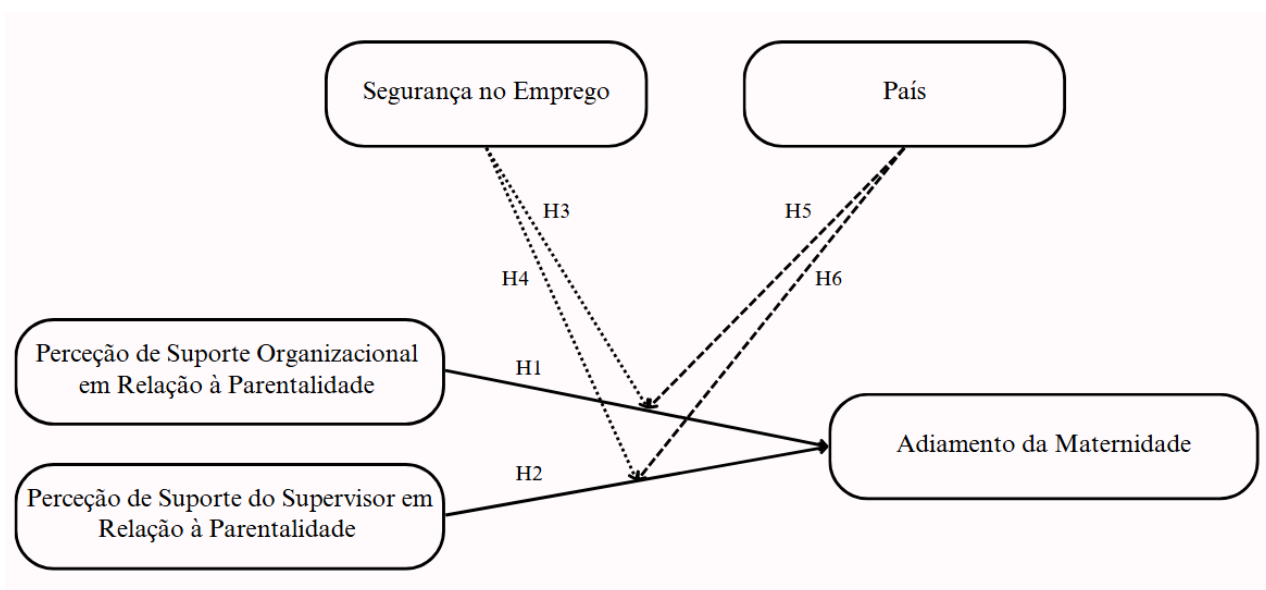 Segurança no Emprego
País
H3
H5
H4
H6
Perceção de Suporte Organizacional
em Relação à Parentalidade
H1
Adiamento da Maternidade
H2
Perceção de Suporte do Supervisor em
Relação à Parentalidade